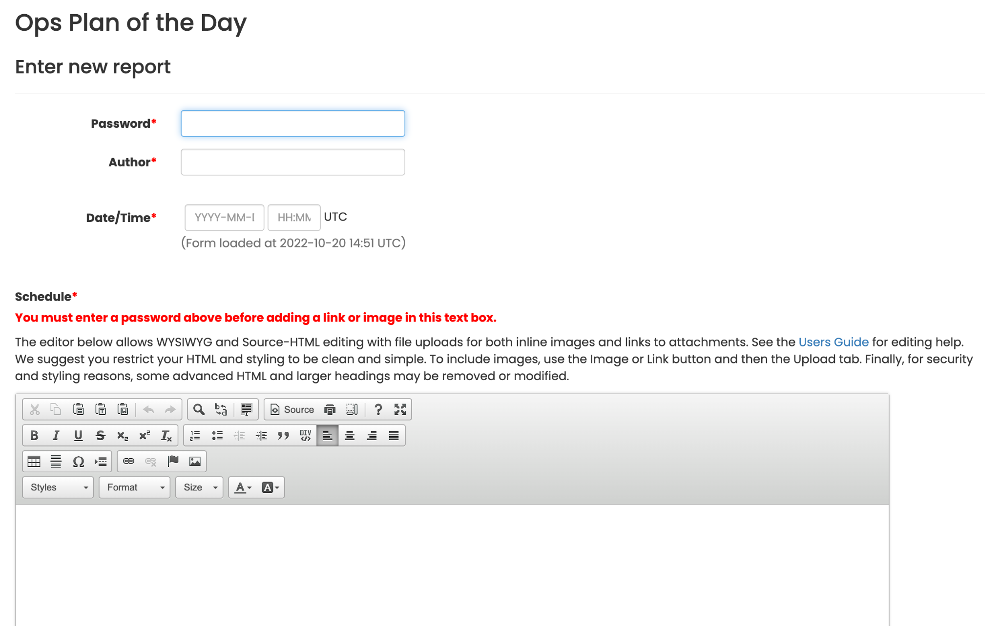 Ops Plan of the Day
Enter new report
Password*
Author*
Date/Time* YYYY-MM-D HH:MM UTC
(Form loaded at 2022-10-20 14:51 UTC)
Schedule*
You must enter a password above before adding a link or image in this text box.
The editor below allows WYSIWYG and Source-HTML editing with file uploads for both inline images and links to attachments. See the Users Guide for editing help.
We suggest you restrict your HTML and styling to be clean and simple. To include images, use the Image or Link button and then the Upload tab. Finally, for security
and styling reasons, some advanced HTML and larger headings may be removed or modified.
Source ?
B I U S x₂ x² Iₓ DIV
Ω
Styles Format Size A A